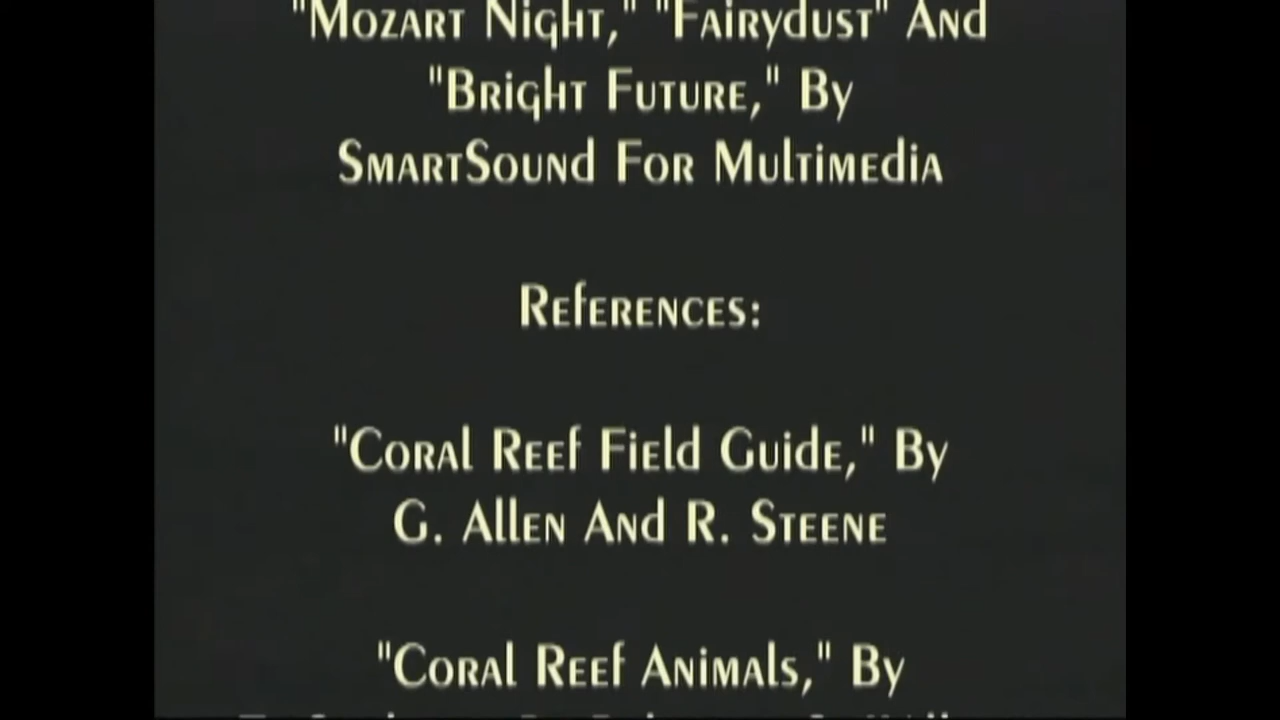 "Mozart Night," "Fairydust" And
"Bright Future," By
SmartSound For Multimedia
References:
"Coral Reef Field Guide," By
G. Allen And R. Steene
"Coral Reef Animals," By